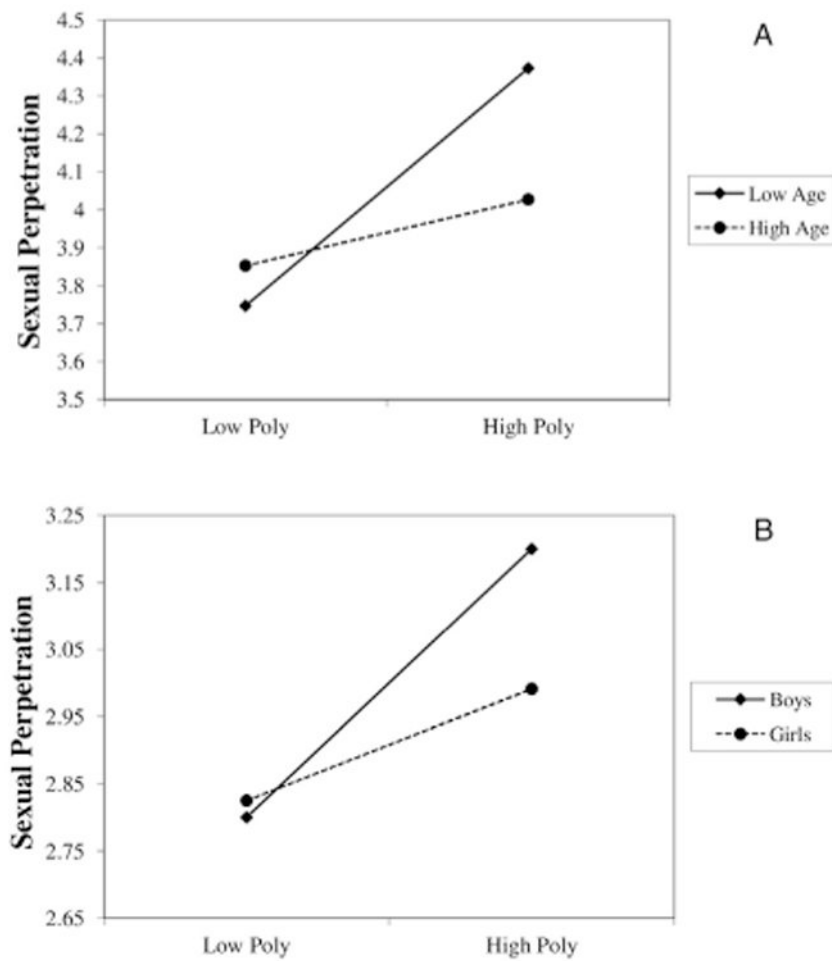 A
4.5
4.4
4.3
4.2
4.1
4
3.9
3.8
3.7
3.6
3.5
Sexual Perpetration
Low Poly High Poly
Low Age
High Age
B
3.25
3.15
3.05
2.95
2.85
2.75
2.65
Sexual Perpetration
Low Poly High Poly
Boys
Girls